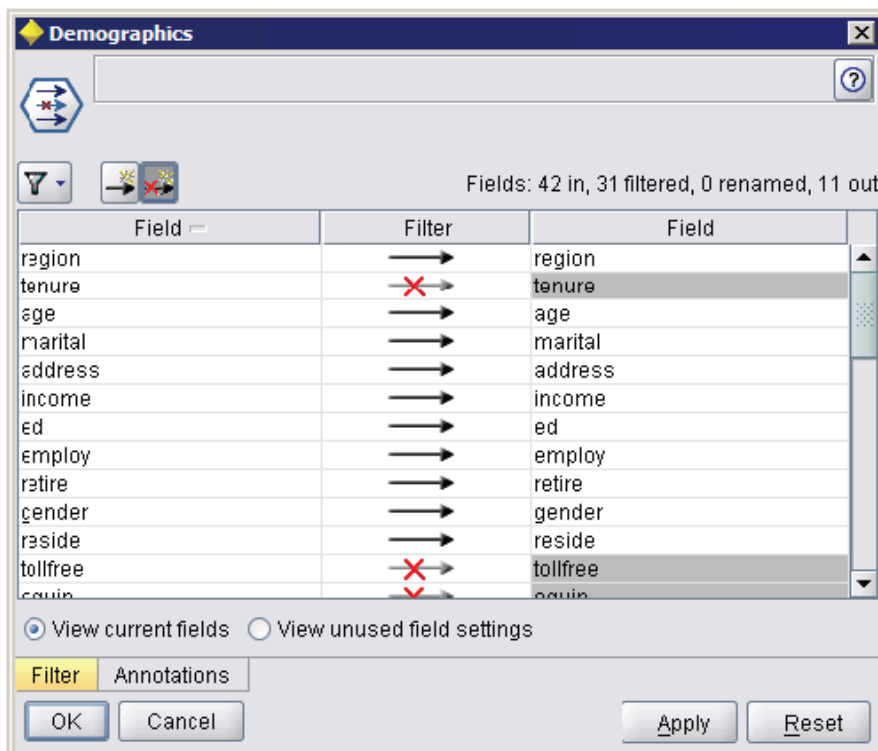 Demographics
Fields: 42 in, 31 filtered, 0 renamed, 11 out
Field Filter Field
region region
tenure tenure
age age
marital marital
address address
income income
ed ed
employ employ
retire retire
gender gender
reside reside
tollfree tollfree
equip equip
View current fields View unused field settings
Filter Annotations
OK Cancel Apply Reset